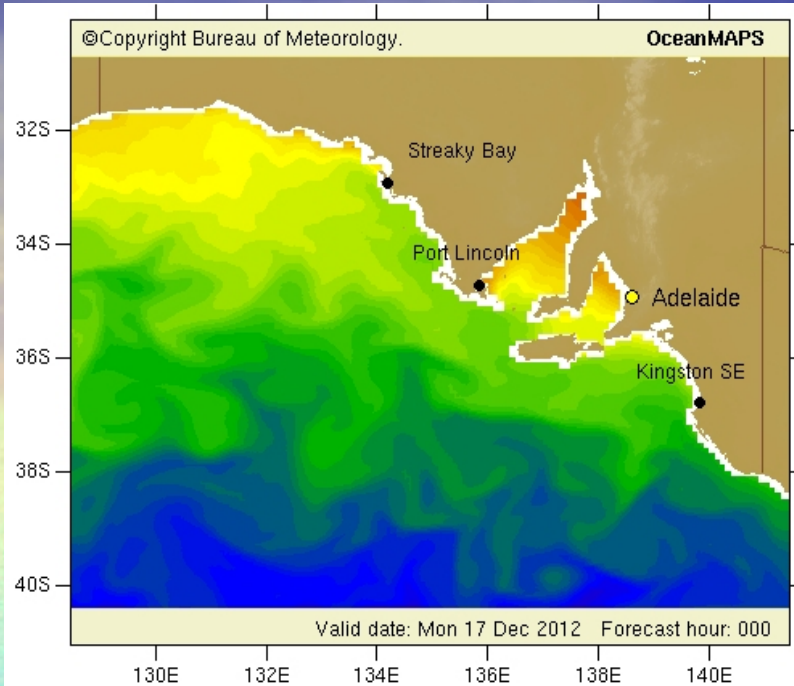 ©Copyright Bureau of Meteorology. OceanMAPS
32S
Streaky Bay
34S
Port Lincoln
Adelaide
36S
Kingston SE
38S
40S
Valid date: Mon 17 Dec 2012 Forecast hour: 000
130E 132E 134E 136E 138E 140E